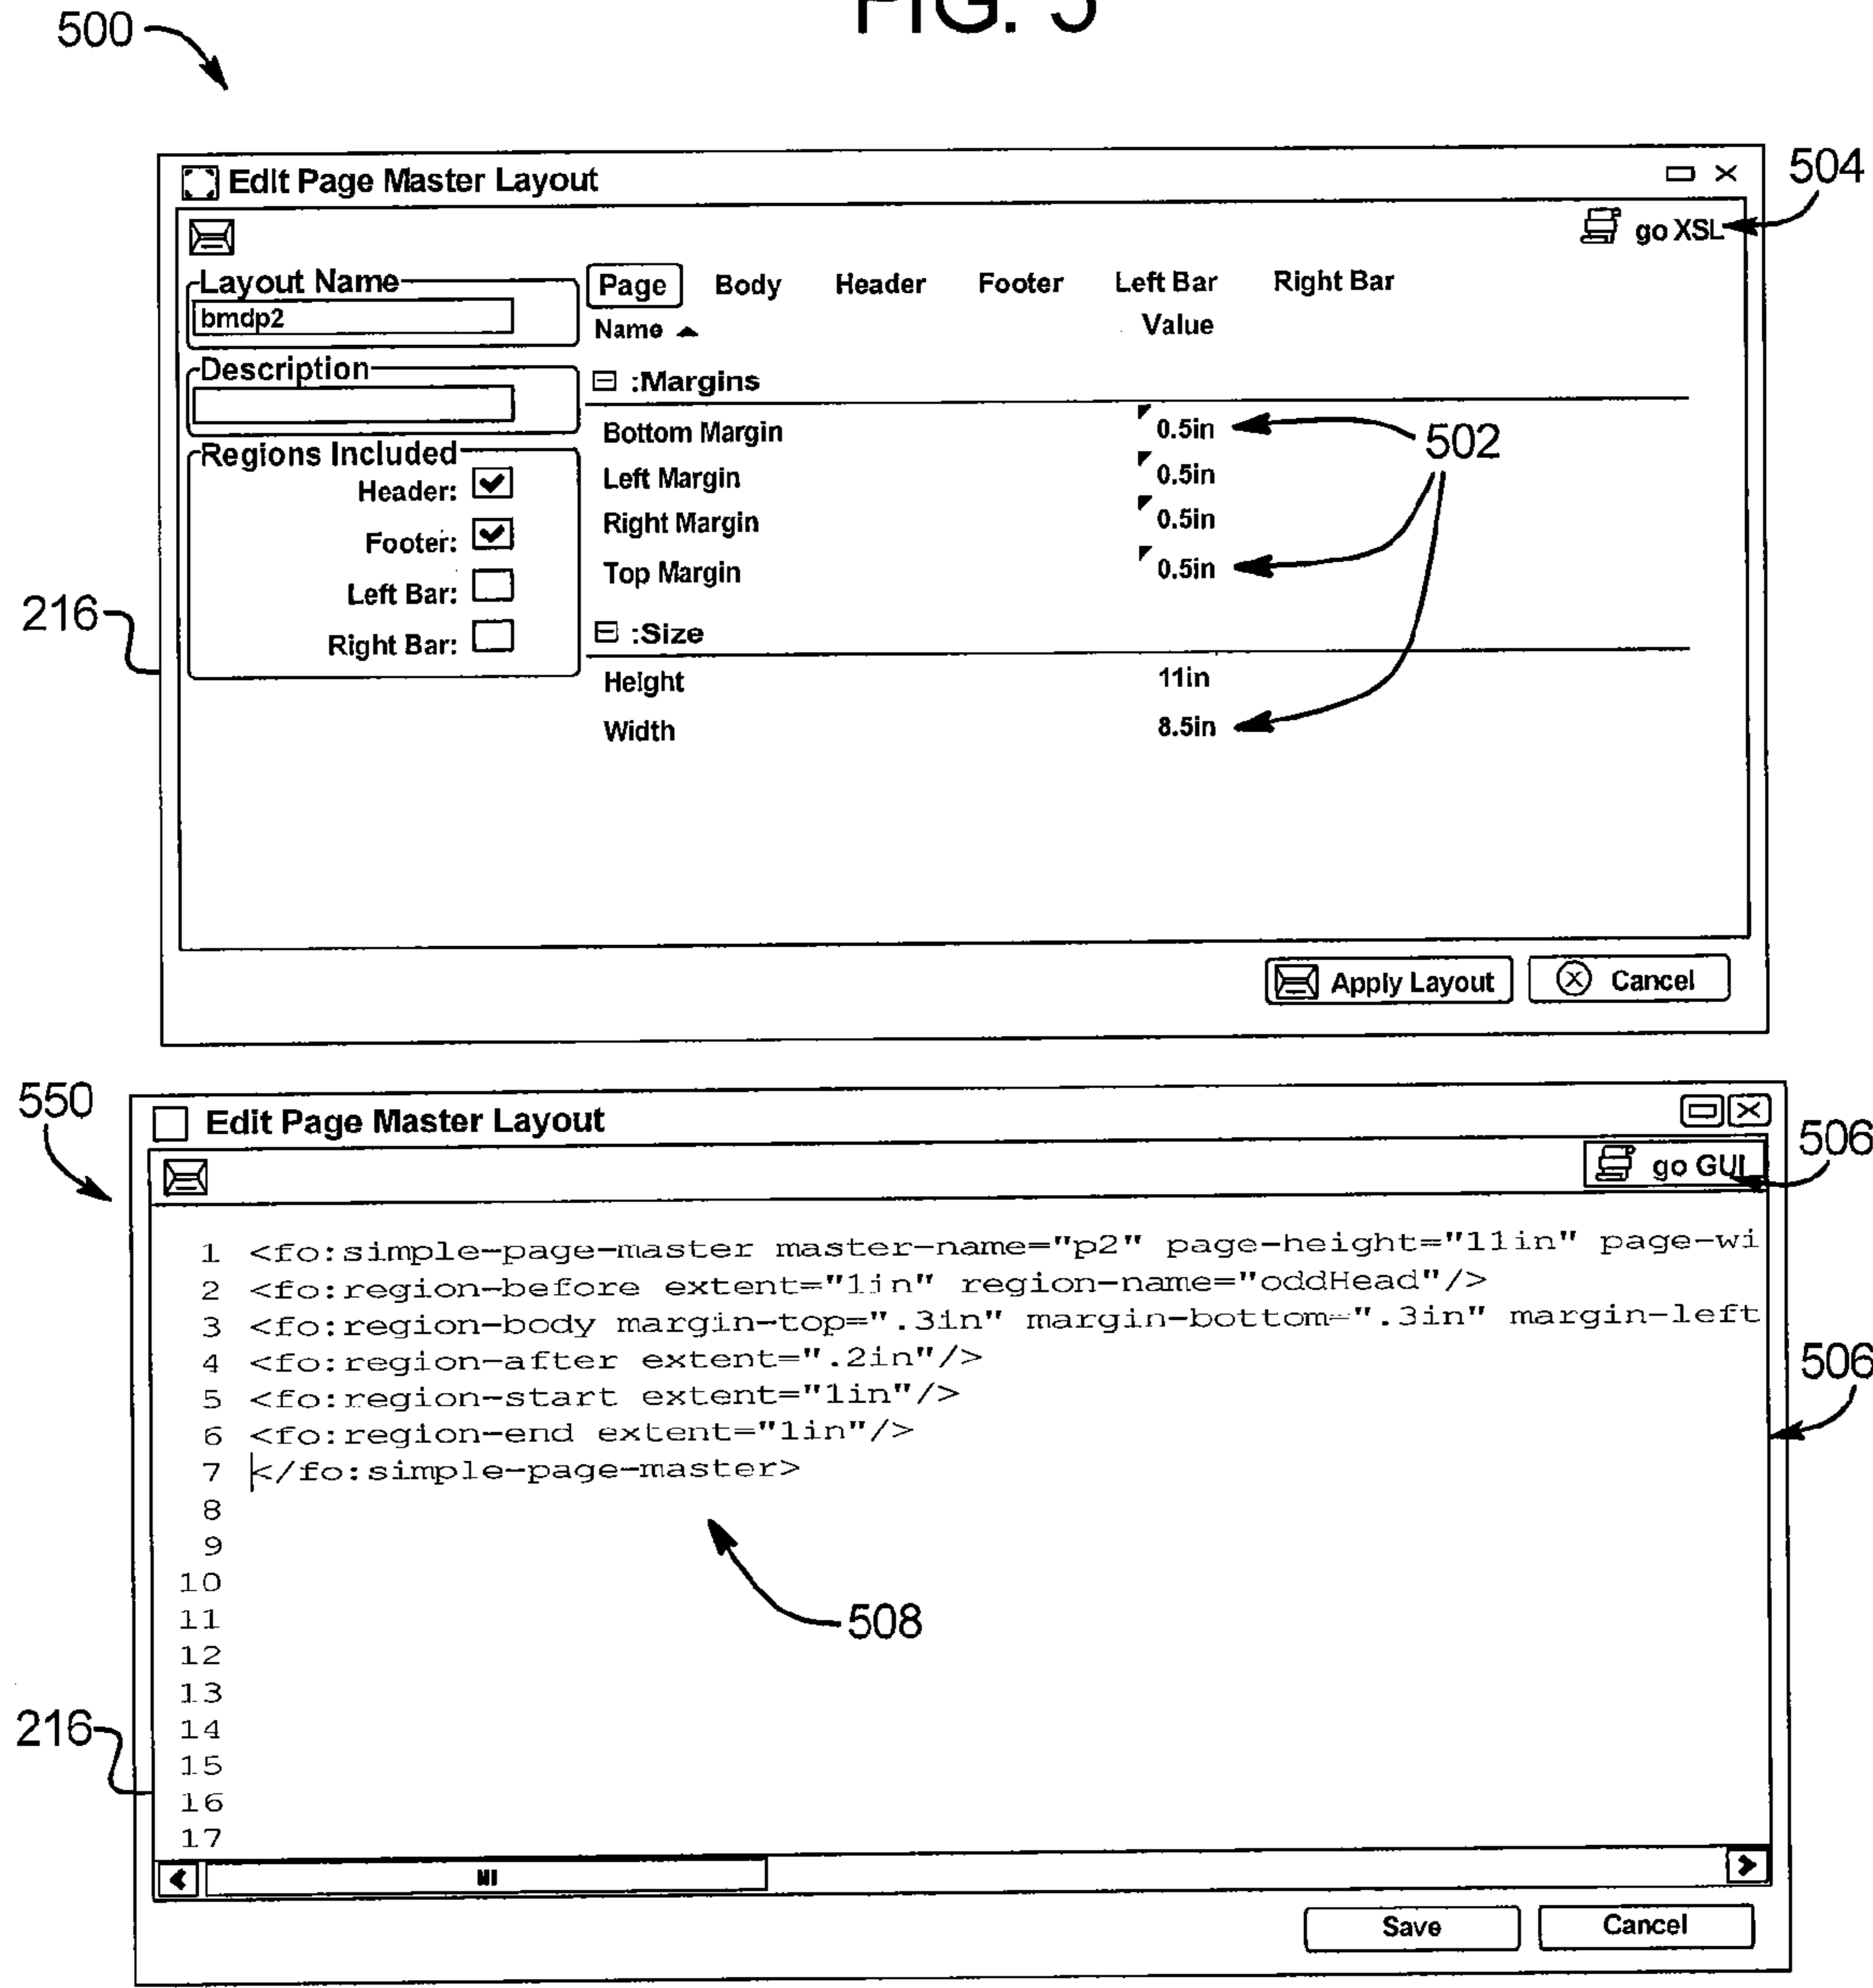 FIG. 5
500
Edit Page Master Layout
504
go XSL
Layout Name
bmdp2
Description
Regions Included
Header:
Footer:
Left Bar:
Right Bar:
216
Page Body Header Footer Left Bar Right Bar
Name Value
:Margins
Bottom Margin 0.5in
502
Left Margin 0.5in
Right Margin 0.5in
Top Margin 0.5in
:Size
Height 11in
Width 8.5in
Apply Layout Cancel
550
Edit Page Master Layout
506
go GUI
1 <fo:simple-page-master master-name="p2" page-height="11in" page-wi
2 <fo:region-before extent="1in" region-name="oddHead"/>
3 <fo:region-body margin-top=".3in" margin-bottom=".3in" margin-left
4 <fo:region-after extent=".2in"/>
506
5 <fo:region-start extent="1in"/>
6 <fo:region-end extent="1in"/>
7 </fo:simple-page-master>
8
9
10
11
508
12
13
14
216
15
16
17
Save Cancel